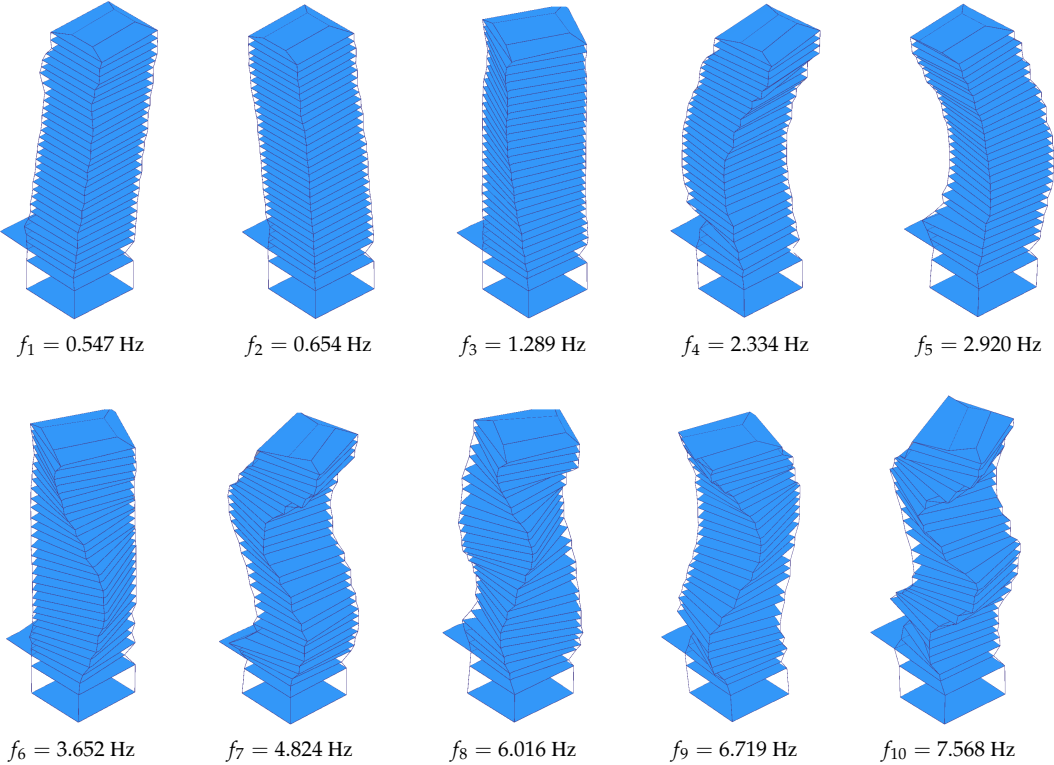 f1 = 0.547 Hz
f2 = 0.654 Hz
f3 = 1.289 Hz
f4 = 2.334 Hz
f5 = 2.920 Hz
f6 = 3.652 Hz
f7 = 4.824 Hz
f8 = 6.016 Hz
f9 = 6.719 Hz
f10 = 7.568 Hz